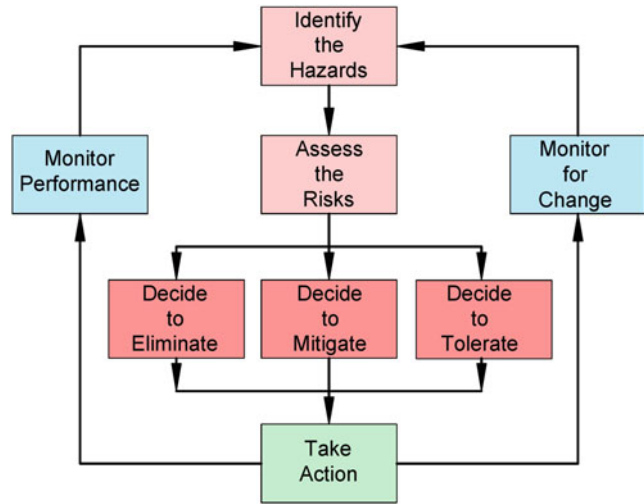 Identify
the
Hazards
Monitor
Performance
Assess
the
Risks
Monitor
for
Change
Decide
to
Eliminate
Decide
to
Mitigate
Decide
to
Tolerate
Take
Action